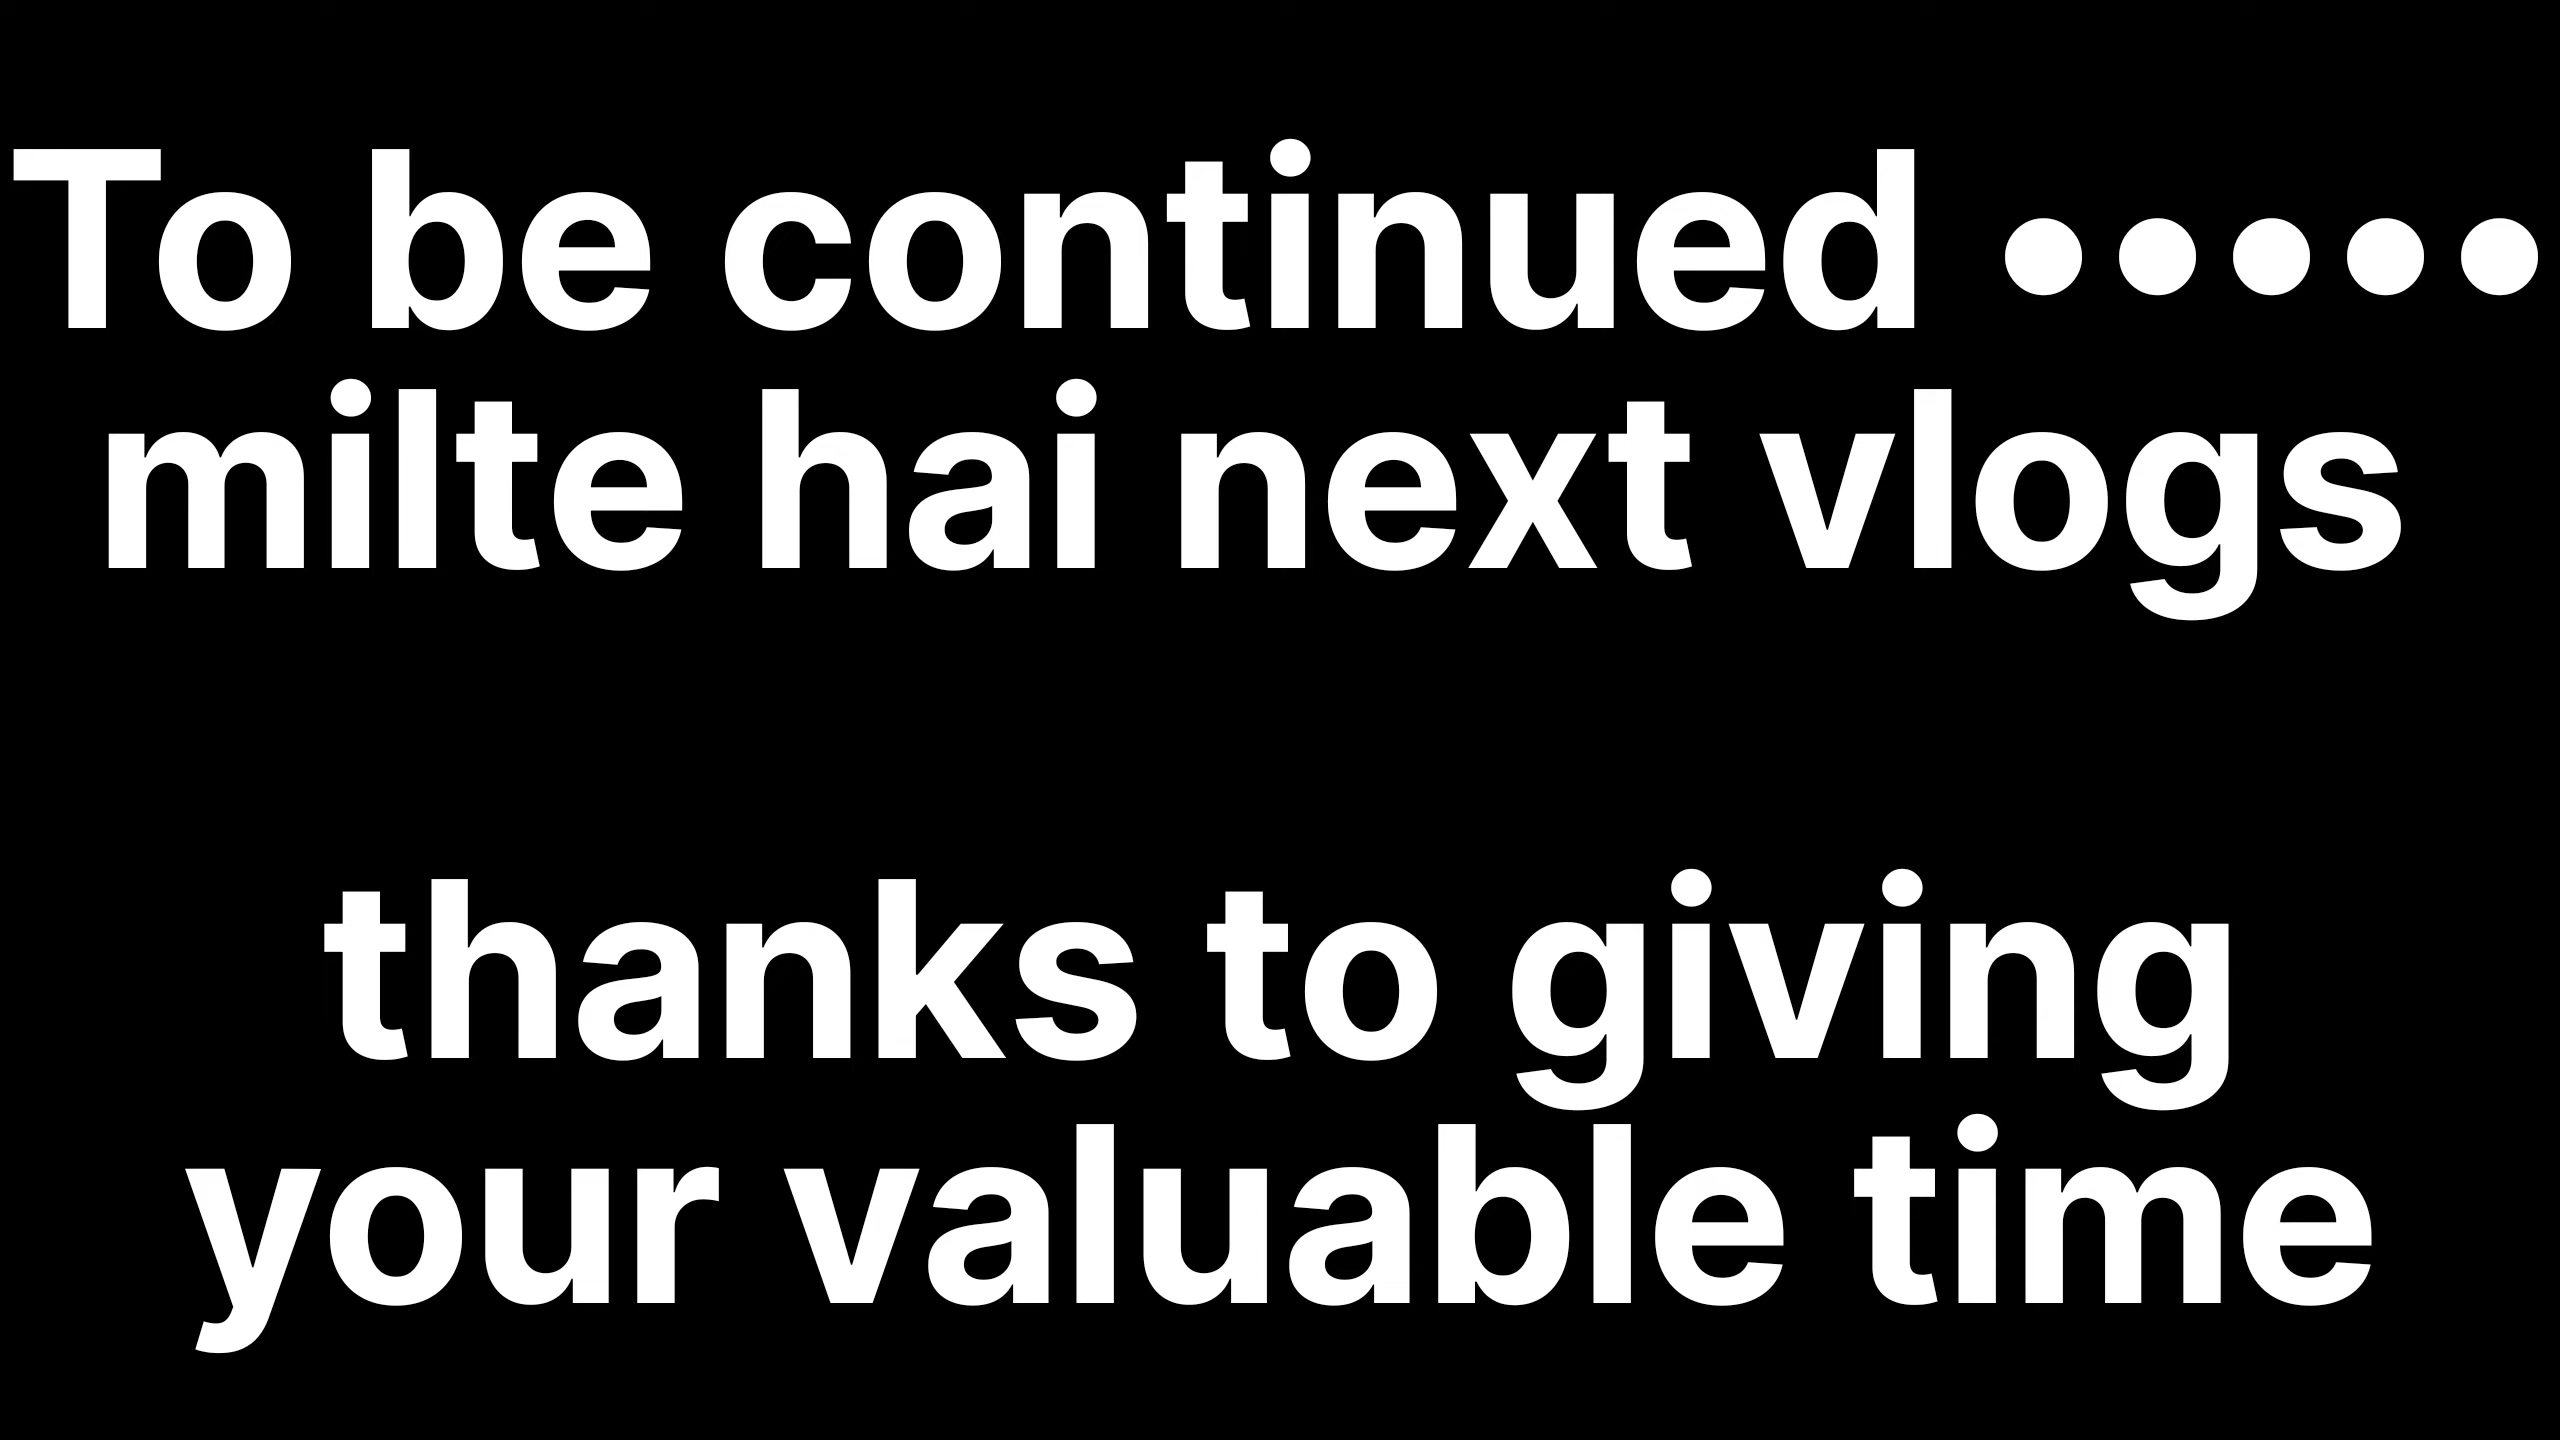 To be continued •••••
milte hai next vlogs
thanks to giving
your valuable time